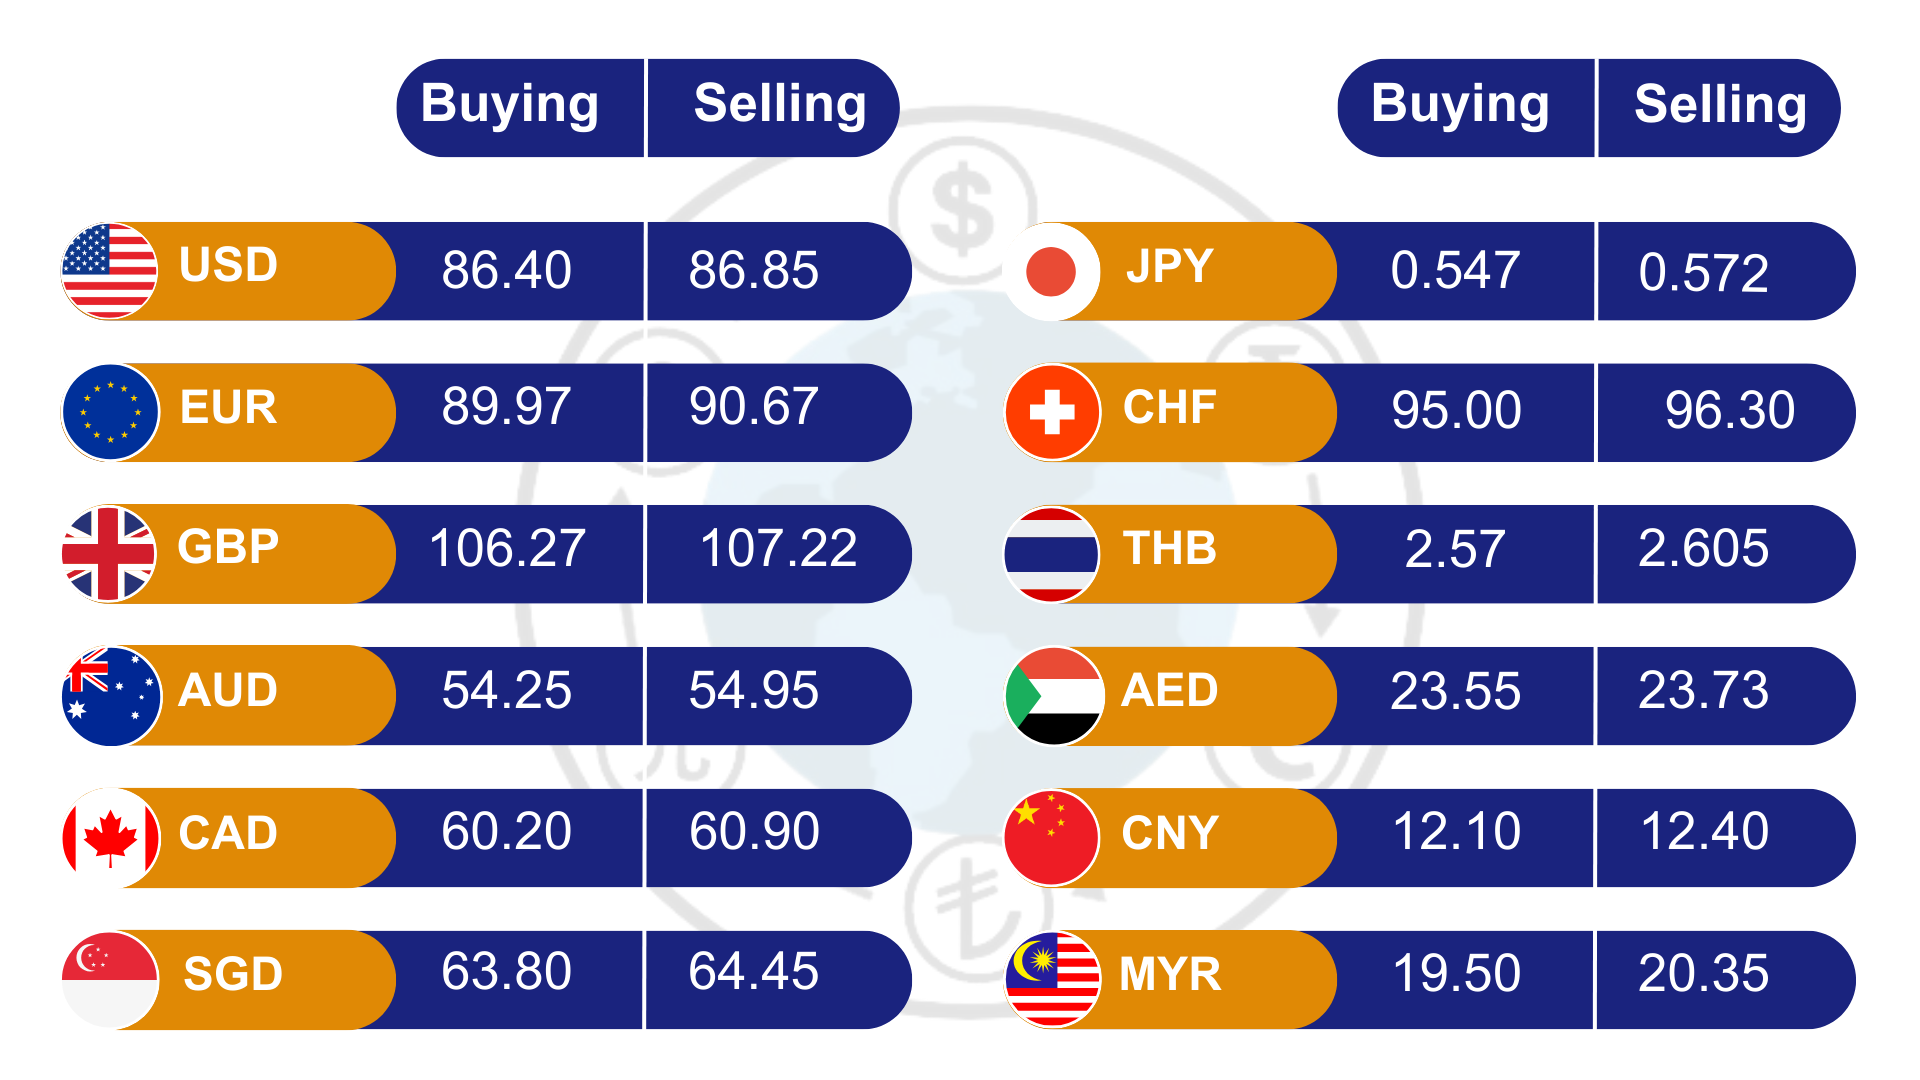 Buying Selling
USD 86.40 86.85
EUR 89.97 90.67
GBP 106.27 107.22
AUD 54.25 54.95
CAD 60.20 60.90
SGD 63.80 64.45
Buying Selling
JPY 0.547 0.572
CHF 95.00 96.30
THB 2.57 2.605
AED 23.55 23.73
CNY 12.10 12.40
MYR 19.50 20.35
$
₺